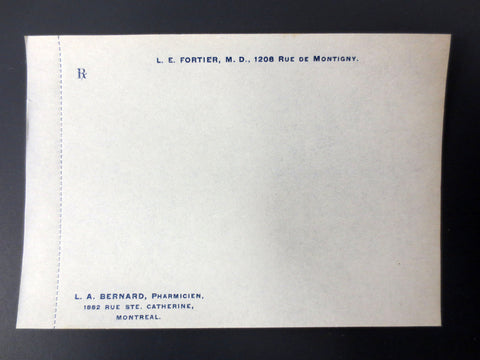 L. E. FORTIER, M. D., 1208 RUE DE MONTIGNY.
℞
L. A. BERNARD, PHARMICIEN,
1882 RUE STE. CATHERINE,
MONTREAL.